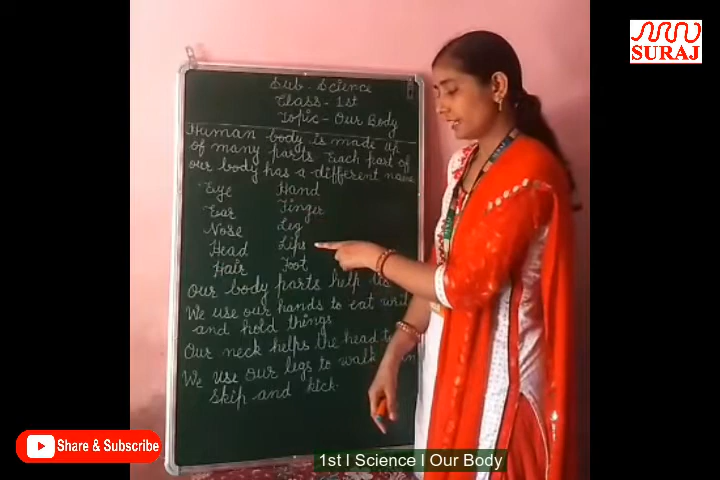 SURAJ
Sub - Science
Class - 1st
Topic - Our Body
Human body is made up
of many parts. Each part of
our body has a different name
Eye Hand
Ear Finger
Nose Leg
Head Lips
Hair Foot
Our body parts help us
We use our hands to eat
and hold things
Our neck helps the head to
We use our legs to walk
skip and kick.
Share & Subscribe
1st I Science I Our Body